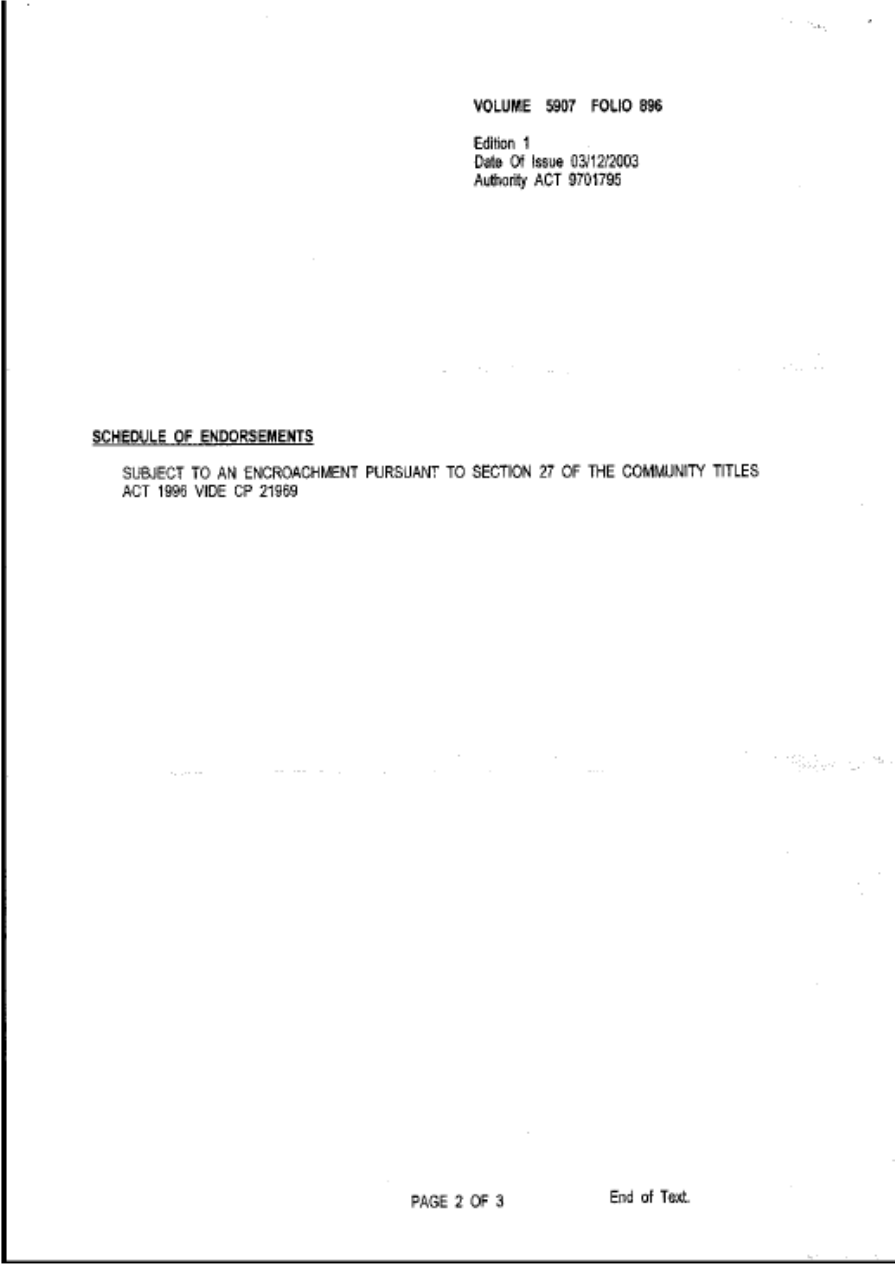 VOLUME 5907 FOLIO 896
Edition 1
Date Of Issue 03/12/2003
Authority ACT 9701795
SCHEDULE OF ENDORSEMENTS
SUBJECT TO AN ENCROACHMENT PURSUANT TO SECTION 27 OF THE COMMUNITY TITLES
ACT 1996 VIDE CP 21969
PAGE 2 OF 3
End of Text.